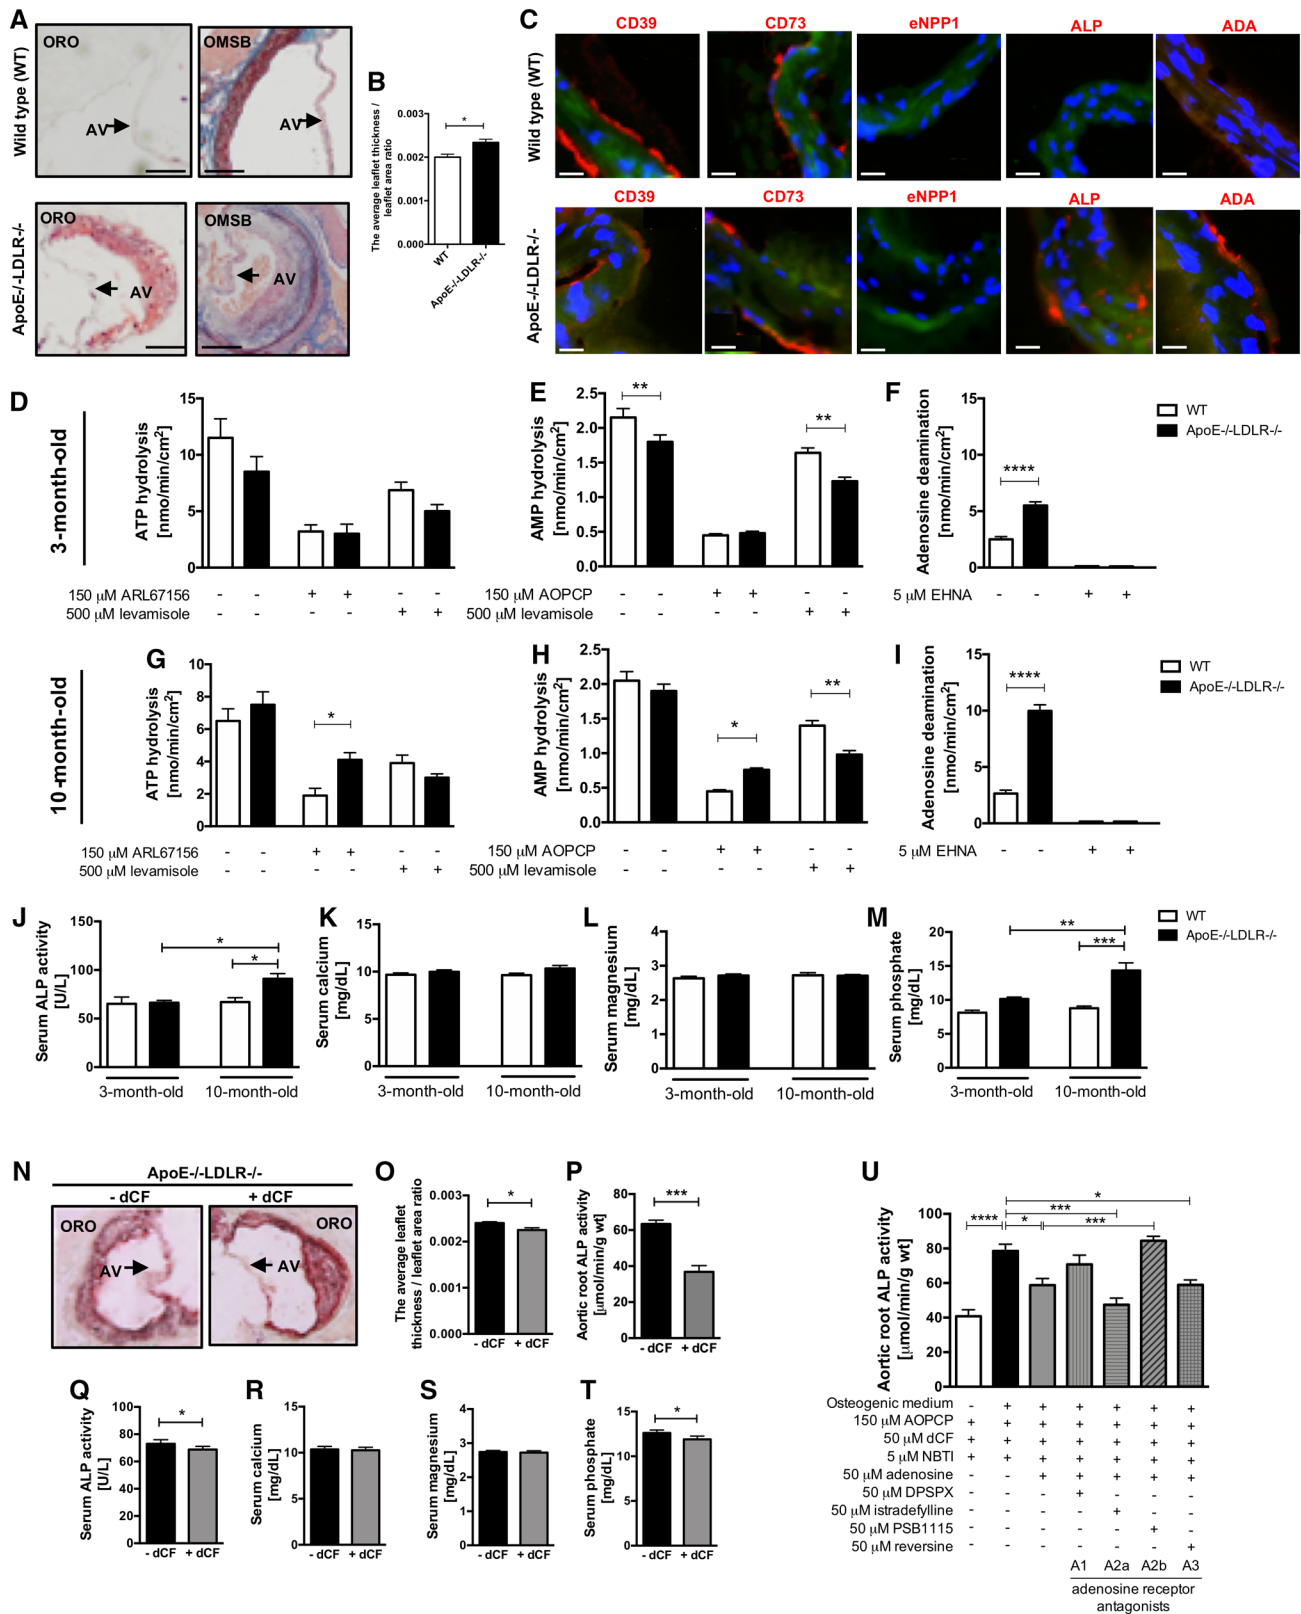 A
Wild type (WT)
ORO
AV
OMSB
AV
ApoE-/-LDLR-/-
ORO
AV
OMSB
AV
B
The average leaflet thickness /
leaflet area ratio
0.003
0.002
0.001
0.000
*
WT
ApoE-/-LDLR-/-
C
CD39 CD73 eNPP1 ALP ADA
Wild type (WT)
CD39 CD73 eNPP1 ALP ADA
ApoE-/-LDLR-/-
3-month-old
D
ATP hydrolysis
[nmo/min/cm2]
15
10
5
0
150 μM ARL67156 - - + + - -
500 μM levamisole - - - - + +
E
AMP hydrolysis
[nmo/min/cm2]
2.5
2.0
1.5
1.0
0.5
0.0
** **
150 μM AOPCP - - + + - -
500 μM levamisole - - - - + +
F
Adenosine deamination
[nmo/min/cm2]
15
10
5
0
****
5 μM EHNA - - + +
WT
ApoE-/-LDLR-/-
10-month-old
G
ATP hydrolysis
[nmo/min/cm2]
10
8
6
4
2
0
*
150 μM ARL67156 - - + + - -
500 μM levamisole - - - - + +
H
AMP hydrolysis
[nmo/min/cm2]
2.5
2.0
1.5
1.0
0.5
0.0
* **
150 μM AOPCP - - + + - -
500 μM levamisole - - - - + +
I
Adenosine deamination
[nmo/min/cm2]
15
10
5
0
****
5 μM EHNA - - + +
WT
ApoE-/-LDLR-/-
J
Serum ALP activity
[U/L]
150
100
50
0
*
*
3-month-old 10-month-old
K
Serum calcium
[mg/dL]
15
10
5
0
3-month-old 10-month-old
L
Serum magnesium
[mg/dL]
4
3
2
1
0
3-month-old 10-month-old
M
Serum phosphate
[mg/dL]
20
15
10
5
0
**
***
3-month-old 10-month-old
WT
ApoE-/-LDLR-/-
N
ApoE-/-LDLR-/-
- dCF + dCF
ORO
AV
ORO
AV
O
The average leaflet
thickness / leaflet area ratio
0.003
0.002
0.001
0.000
*
- dCF + dCF
P
Aortic root ALP activity
[μmol/min/g wt]
80
60
40
20
0
***
- dCF + dCF
Q
Serum ALP activity
[U/L]
100
80
60
40
20
0
*
- dCF + dCF
R
Serum calcium
[mg/dL]
15
10
5
0
- dCF + dCF
S
Serum magnesium
[mg/dL]
4
3
2
1
0
- dCF + dCF
T
Serum phosphate
[mg/dL]
15
10
5
0
*
- dCF + dCF
U
Aortic root ALP activity
[μmol/min/g wt]
100
80
60
40
20
0
*
***
**** * ***
Osteogenic medium - + + + + + +
150 μM AOPCP + + + + + + +
50 μM dCF + + + + + + +
5 μM NBTI + + + + + + +
50 μM adenosine - - + + + + +
50 μM DPSPX - - - + - - -
50 μM istradefylline - - - - + - -
50 μM PSB1115 - - - - - + -
50 μM reversine - - - - - - +
A1 A2a A2b A3
adenosine receptor
antagonists